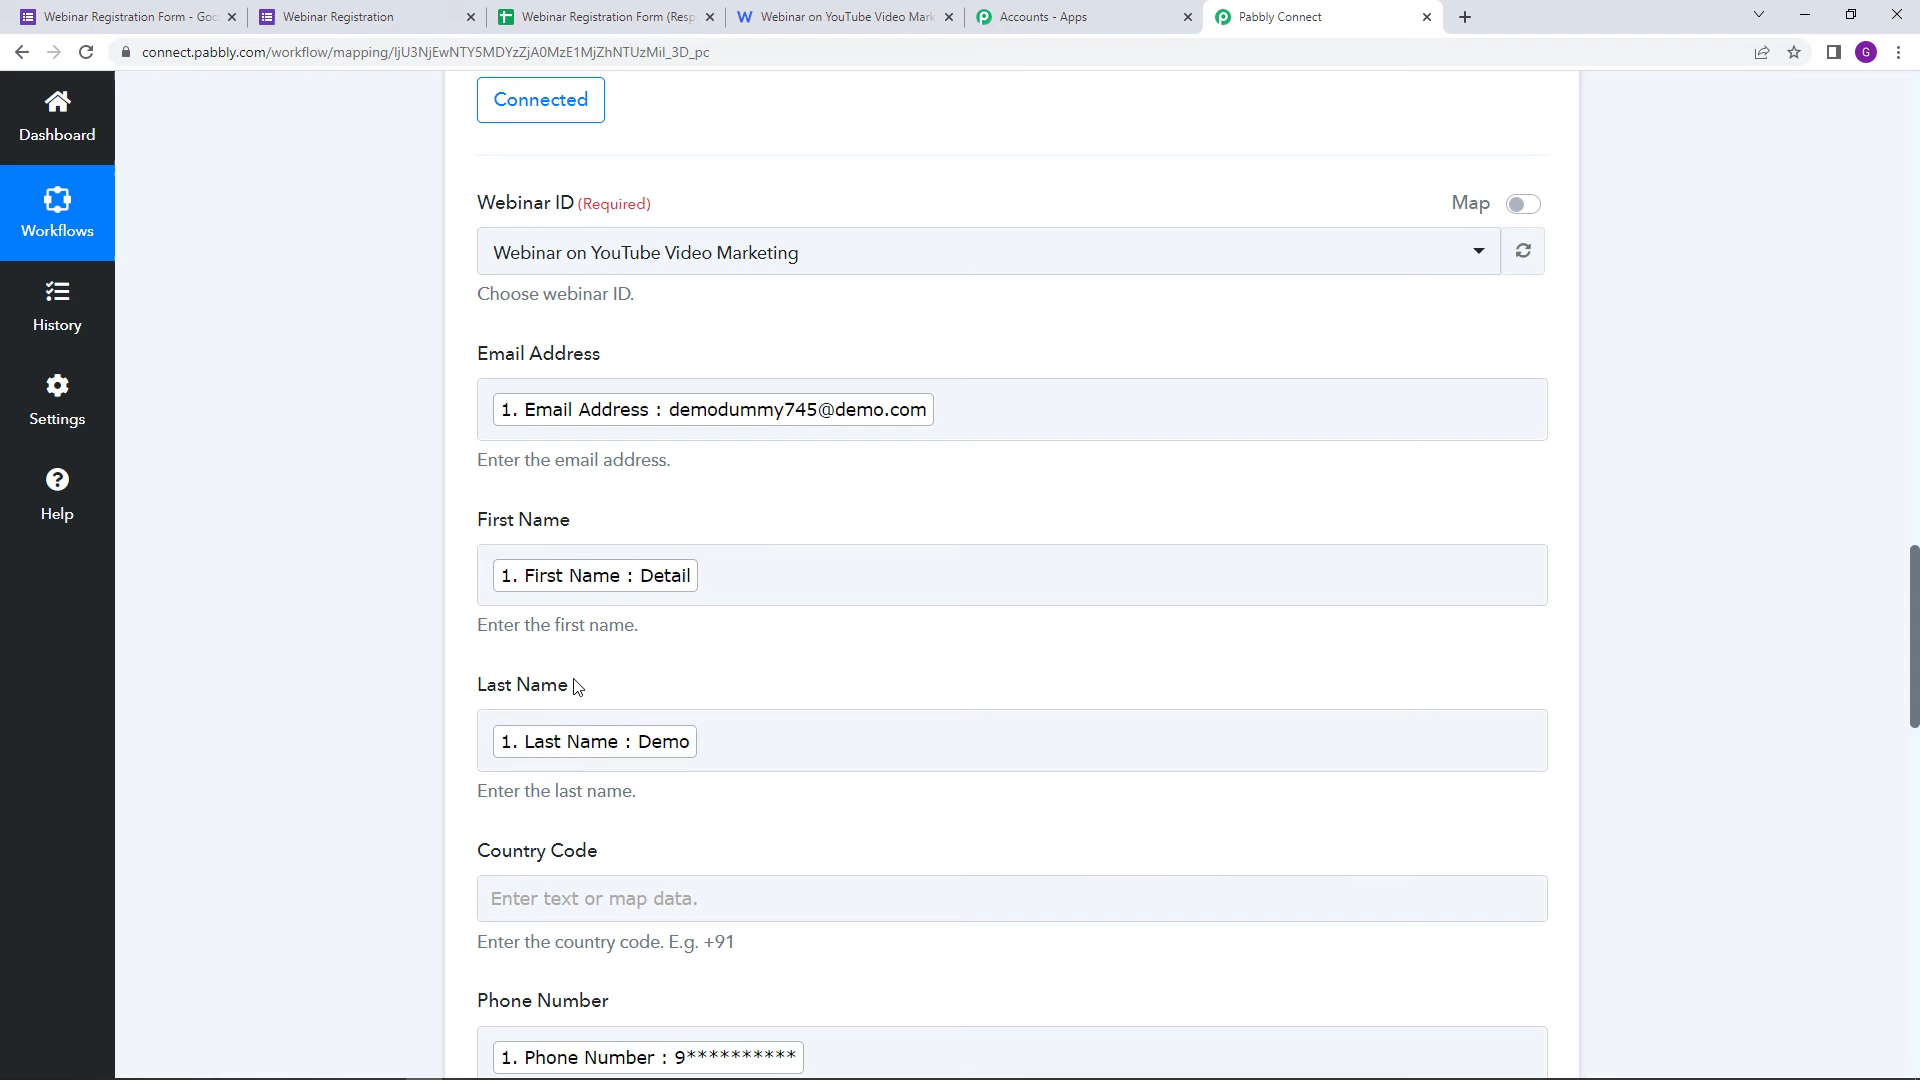 Webinar Registration Form - Goo
Webinar Registration
Webinar Registration Form (Resp
Webinar on YouTube Video Mark
Accounts - Apps
Pabbly Connect
connect.pabbly.com/workflow/mapping/IjU3NjEwNTY5MDYzZjA0MzE1MjZhNTUzMiI_3D_pc
G
Dashboard
Workflows
History
Settings
Help
Connected
Webinar ID (Required)
Map
Webinar on YouTube Video Marketing
Choose webinar ID.
Email Address
1. Email Address : demodummy745@demo.com
Enter the email address.
First Name
1. First Name : Detail
Enter the first name.
Last Name
1. Last Name : Demo
Enter the last name.
Country Code
Enter text or map data.
Enter the country code. E.g. +91
Phone Number
1. Phone Number : 9**********